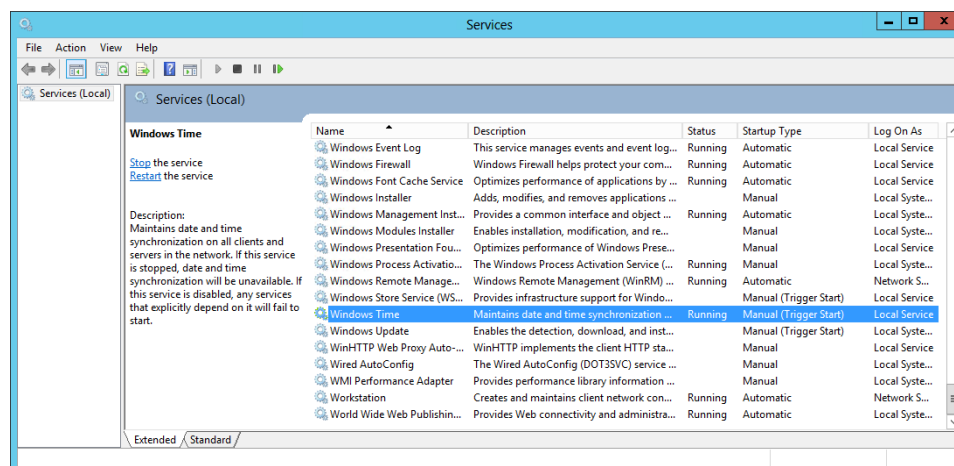 Services
File Action View Help
Services (Local)
Services (Local)
Windows Time
Stop the service
Restart the service
Description:
Maintains date and time
synchronization on all clients and
servers in the network. If this service
is stopped, date and time
synchronization will be unavailable. If
this service is disabled, any services
that explicitly depend on it will fail to
start.
Name Description Status Startup Type Log On As
Windows Event Log This service manages events and event log... Running Automatic Local Service
Windows Firewall Windows Firewall helps protect your com... Running Automatic Local Service
Windows Font Cache Service Optimizes performance of applications by ... Running Automatic Local Service
Windows Installer Adds, modifies, and removes applications ... Manual Local Syste...
Windows Management Inst... Provides a common interface and object ... Running Automatic Local Syste...
Windows Modules Installer Enables installation, modification, and re... Manual Local Syste...
Windows Presentation Fou... Optimizes performance of Windows Prese... Manual Local Service
Windows Process Activatio... The Windows Process Activation Service (... Running Manual Local Syste...
Windows Remote Manage... Windows Remote Management (WinRM) ... Running Automatic Network S...
Windows Store Service (WS... Provides infrastructure support for Windo... Manual (Trigger Start) Local Service
Windows Time Maintains date and time synchronization ... Running Manual (Trigger Start) Local Service
Windows Update Enables the detection, download, and inst... Manual (Trigger Start) Local Syste...
WinHTTP Web Proxy Auto-... WinHTTP implements the client HTTP sta... Manual Local Service
Wired AutoConfig The Wired AutoConfig (DOT3SVC) service ... Manual Local Syste...
WMI Performance Adapter Provides performance library information ... Manual Local Syste...
Workstation Creates and maintains client network con... Running Automatic Network S...
World Wide Web Publishin... Provides Web connectivity and administra... Running Automatic Local Syste...
Extended Standard